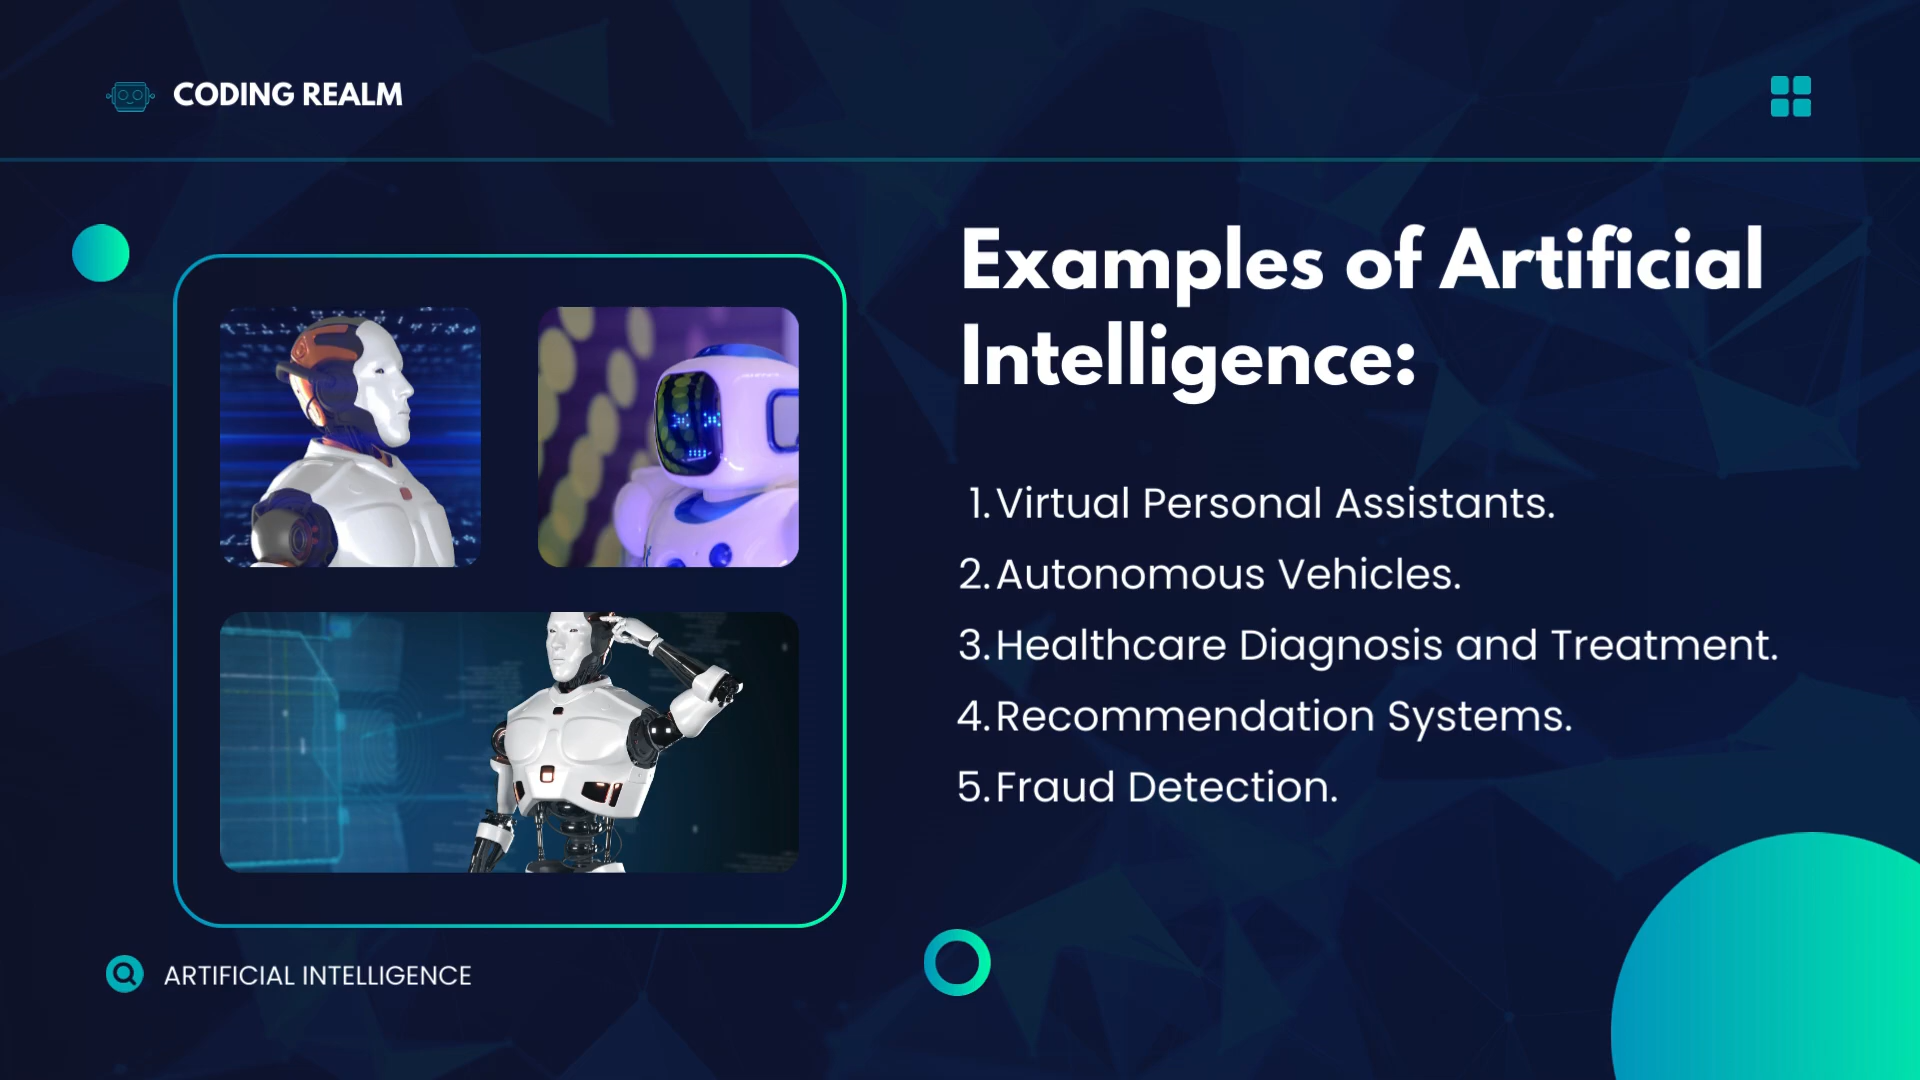 CODING REALM
Examples of Artificial
Intelligence:
1. Virtual Personal Assistants.
2. Autonomous Vehicles.
3. Healthcare Diagnosis and Treatment.
4. Recommendation Systems.
5. Fraud Detection.
ARTIFICIAL INTELLIGENCE